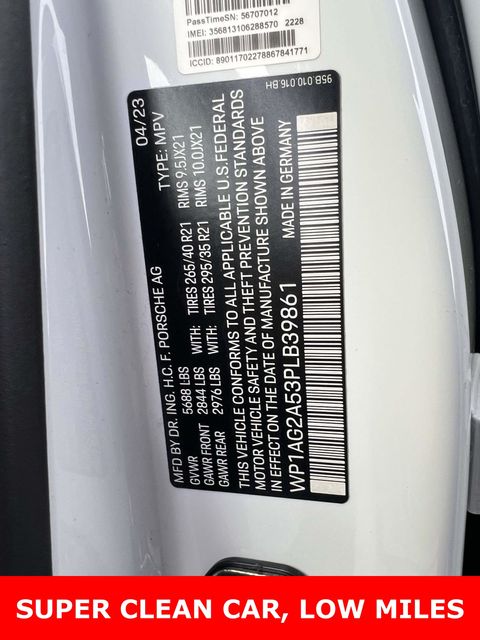 PassTimeSN: 56707012
IMEI: 356813106288570 2228
ICCID: 89011702278867841771
95B.010.016.BH
MFD BY DR. ING. H.C. F. PORSCHE AG 04/23
GVWR 5688 LBS TYPE: MPV
GAWR FRONT 2844 LBS WITH: TIRES 265/40 R21 RIMS 9.5JX21
GAWR REAR 2976 LBS WITH: TIRES 295/35 R21 RIMS 10.0JX21
THIS VEHICLE CONFORMS TO ALL APPLICABLE U.S.FEDERAL
MOTOR VEHICLE SAFETY AND THEFT PREVENTION STANDARDS
IN EFFECT ON THE DATE OF MANUFACTURE SHOWN ABOVE
WP1AG2A53PLB39861 MADE IN GERMANY
SUPER CLEAN CAR, LOW MILES